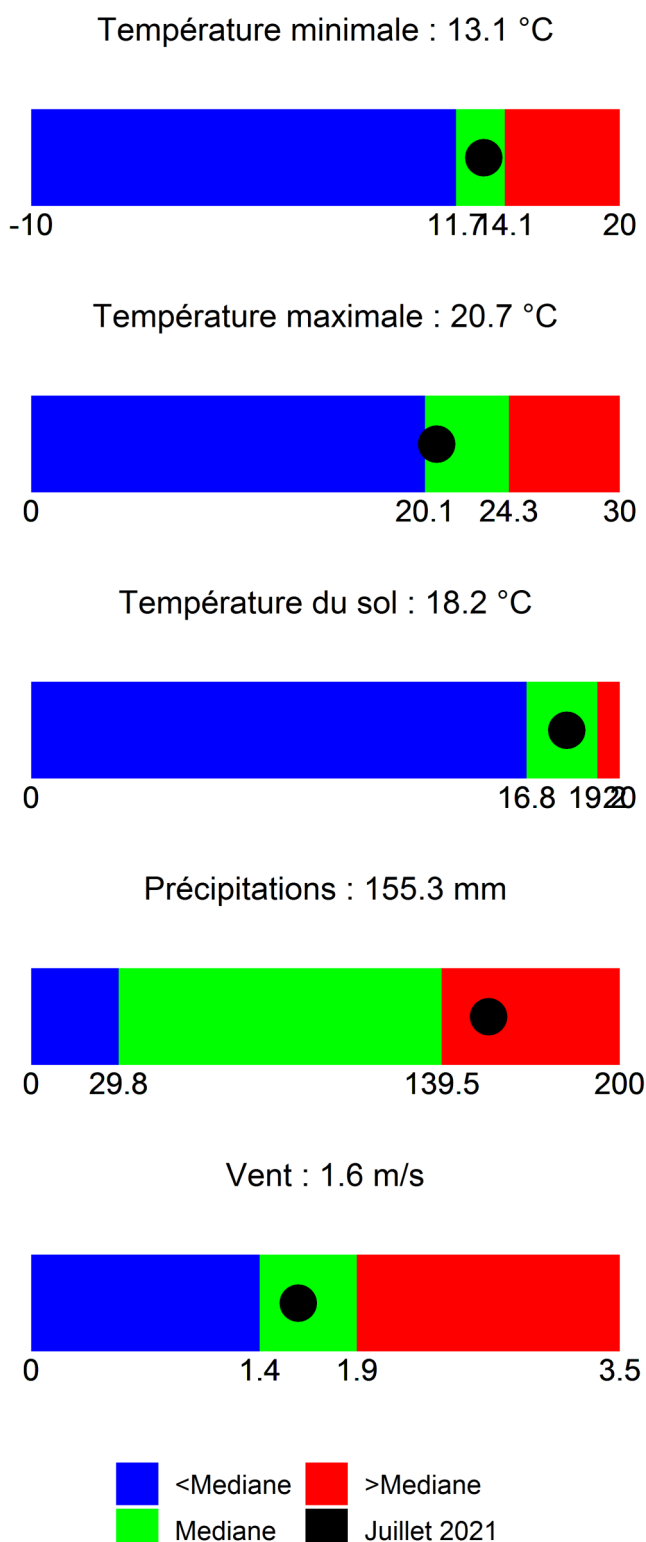 Température minimale : 13.1 °C
-10 11.7 14.1 20
Température maximale : 20.7 °C
0 20.1 24.3 30
Température du sol : 18.2 °C
0 16.8 19.2 20
Précipitations : 155.3 mm
0 29.8 139.5 200
Vent : 1.6 m/s
0 1.4 1.9 3.5
<Mediane >Mediane
Mediane Juillet 2021